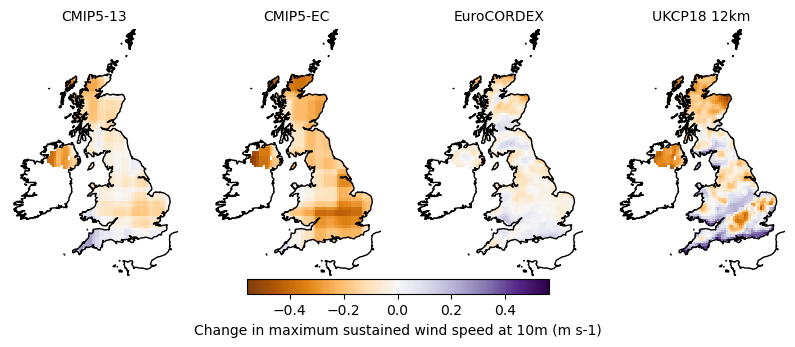 CMIP5-13 CMIP5-EC EuroCORDEX UKCP18 12km
−0.4 −0.2 0.0 0.2 0.4
Change in maximum sustained wind speed at 10m (m s-1)